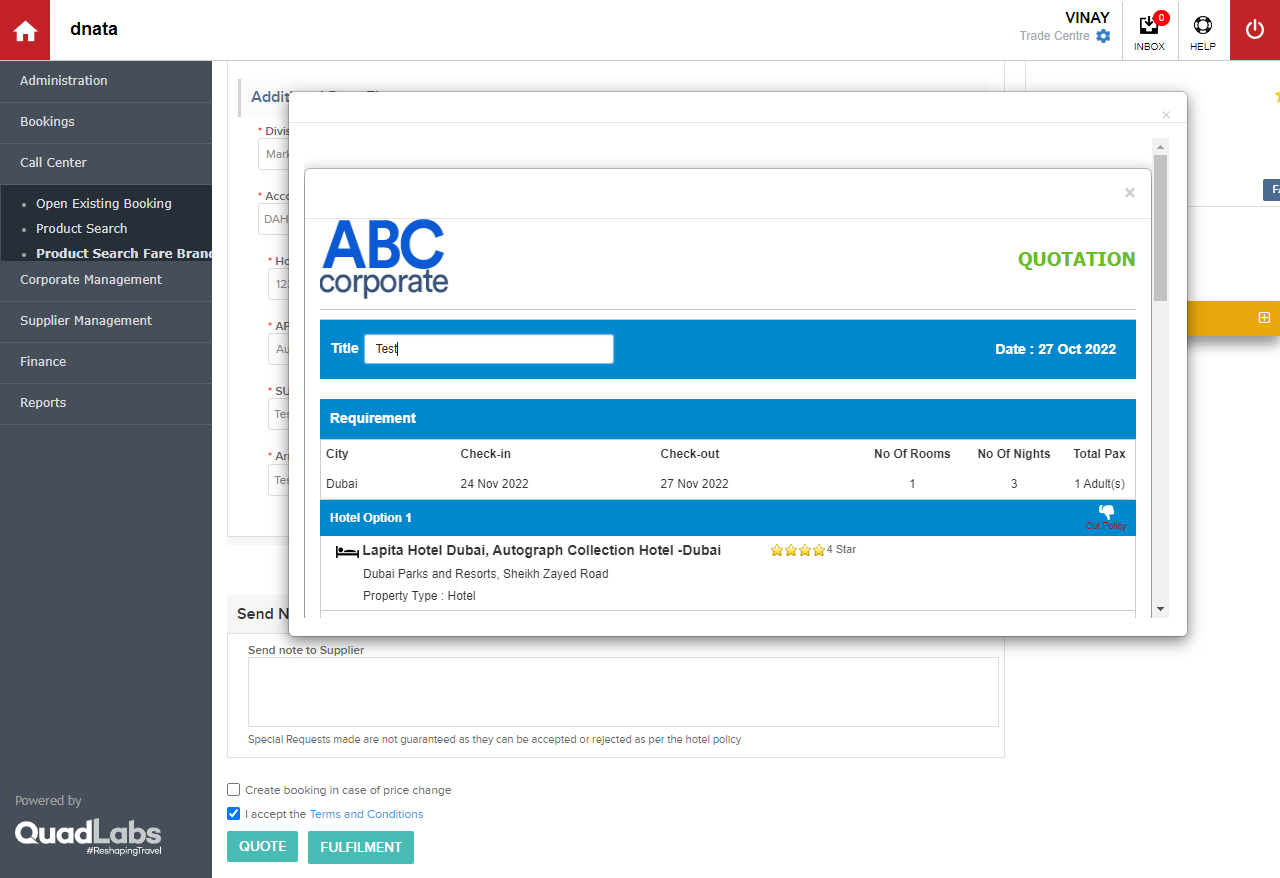 dnata
VINAY
Trade Centre
0
INBOX
HELP
Administration
Bookings
Call Center
Open Existing Booking
Product Search
Product Search Fare Branc
Corporate Management
Supplier Management
Finance
Reports
Powered by
QuadLabs
#ReshapingTravel
* Divis
Mark
* Acco
DAH
* Ho
123
* AP
Au
* SU
Tes
* Arr
Tes
×
×
ABC
corporate
QUOTATION
Title Test
Date : 27 Oct 2022
Requirement
City Check-in Check-out No Of Rooms No Of Nights Total Pax
Dubai 24 Nov 2022 27 Nov 2022 1 3 1 Adult(s)
Hotel Option 1
Out Policy
Lapita Hotel Dubai, Autograph Collection Hotel -Dubai 4 Star
Dubai Parks and Resorts, Sheikh Zayed Road
Property Type : Hotel
FA
Send N
Send note to Supplier
Special Requests made are not guaranteed as they can be accepted or rejected as per the hotel policy
Create booking in case of price change
I accept the Terms and Conditions
QUOTE FULFILMENT